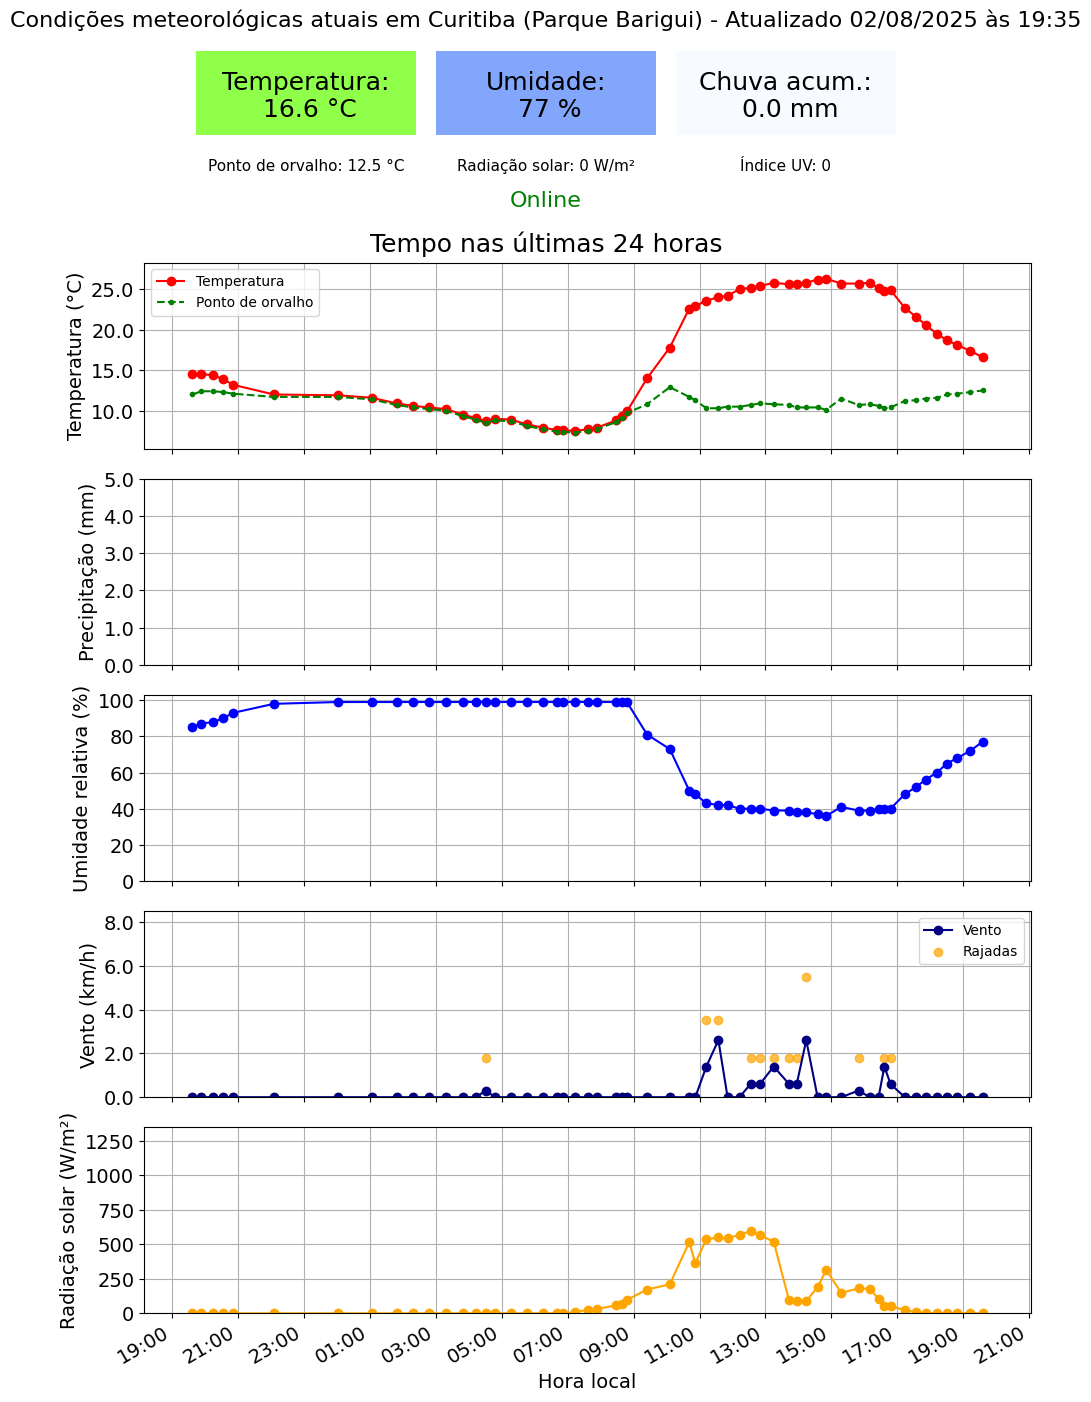 Condições meteorológicas atuais em Curitiba (Parque Barigui) - Atualizado 02/08/2025 às 19:35
Temperatura:
16.6 °C
Umidade:
77 %
Chuva acum.:
0.0 mm
Ponto de orvalho: 12.5 °C
Radiação solar: 0 W/m²
Índice UV: 0
Online
Tempo nas últimas 24 horas
Temperatura (°C)
25.0
20.0
15.0
10.0
Temperatura
Ponto de orvalho
Precipitação (mm)
5.0
4.0
3.0
2.0
1.0
0.0
Umidade relativa (%)
100
80
60
40
20
0
Vento (km/h)
8.0
6.0
4.0
2.0
0.0
Vento
Rajadas
Radiação solar (W/m²)
1250
1000
750
500
250
0
19:00
21:00
23:00
01:00
03:00
05:00
07:00
09:00
11:00
13:00
15:00
17:00
19:00
21:00
Hora local